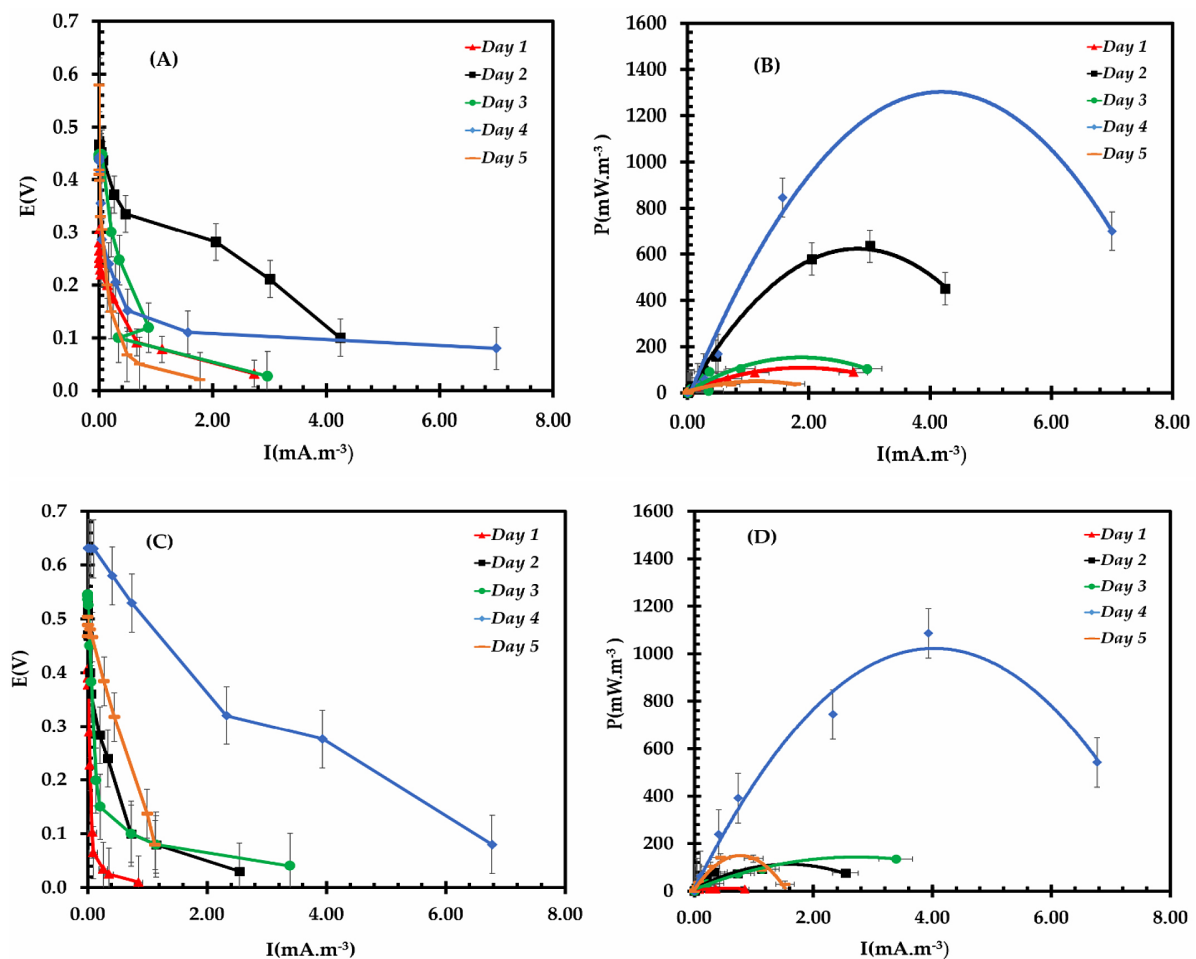 (A)
0.7
0.6
0.5
0.4
0.3
0.2
0.1
0.0
E(V)
0.00
2.00
4.00
6.00
8.00
I(mA.m⁻³)
Day 1
Day 2
Day 3
Day 4
Day 5
(B)
1600
1400
1200
1000
800
600
400
200
0
P(mW.m⁻³)
0.00
2.00
4.00
6.00
8.00
I(mA.m⁻³)
Day 1
Day 2
Day 3
Day 4
Day 5
(C)
0.7
0.6
0.5
0.4
0.3
0.2
0.1
0.0
E(V)
0.00
2.00
4.00
6.00
8.00
I(mA.m⁻³)
Day 1
Day 2
Day 3
Day 4
Day 5
(D)
1600
1400
1200
1000
800
600
400
200
0
P(mW.m⁻³)
0.00
2.00
4.00
6.00
8.00
I(mA.m⁻³)
Day 1
Day 2
Day 3
Day 4
Day 5